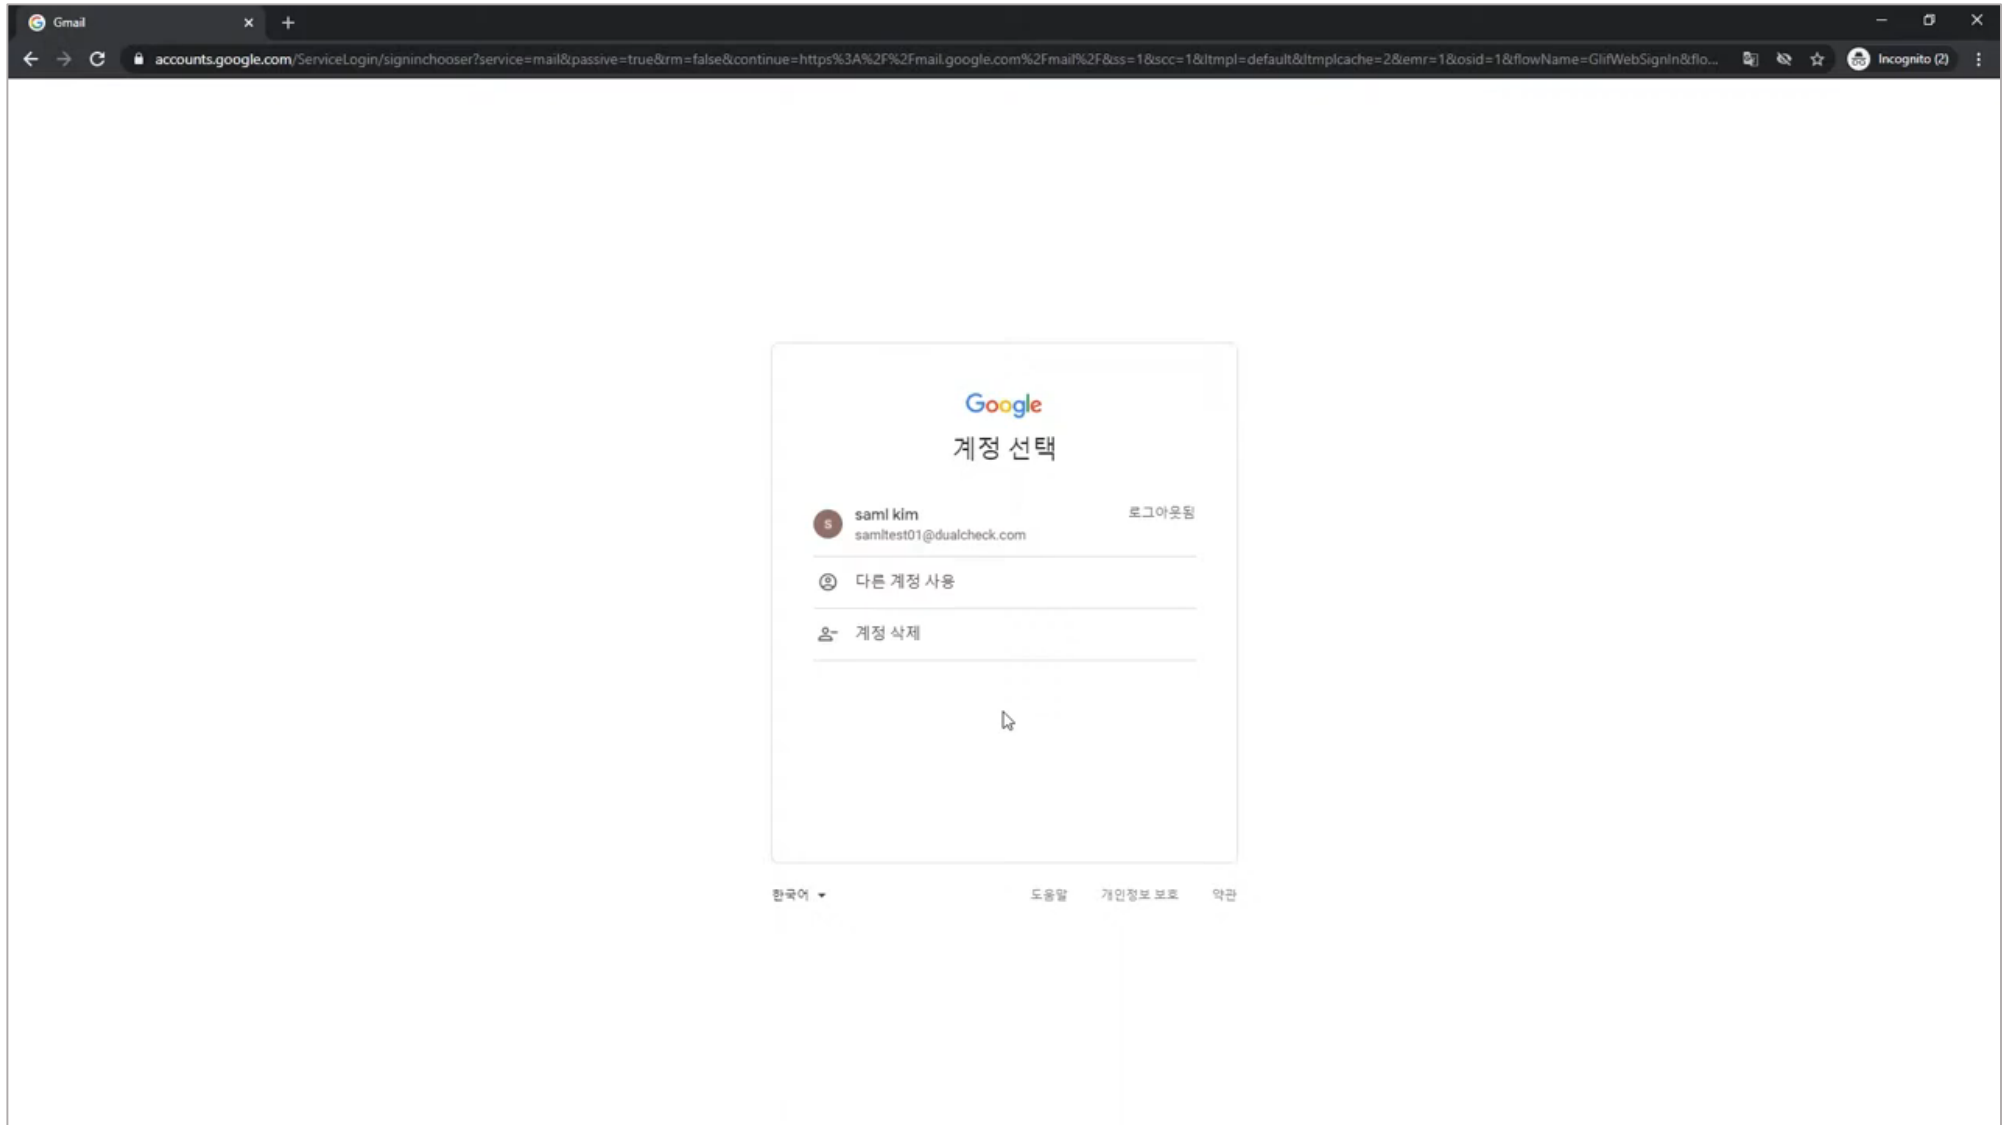 Gmail
accounts.google.com/ServiceLogin/signinchooser?service=mail&passive=true&rm=false&continue=https%3A%2F%2Fmail.google.com%2Fmail%2F&ss=1&scc=1&ltmpl=default&ltmplcache=2&emr=1&osid=1&flowName=GlifWebSignIn&flo...
Incognito (2)
Google
계정 선택
s
saml kim
로그아웃됨
samltest01@dualcheck.com
다른 계정 사용
계정 삭제
한국어
도움말
개인정보 보호
약관